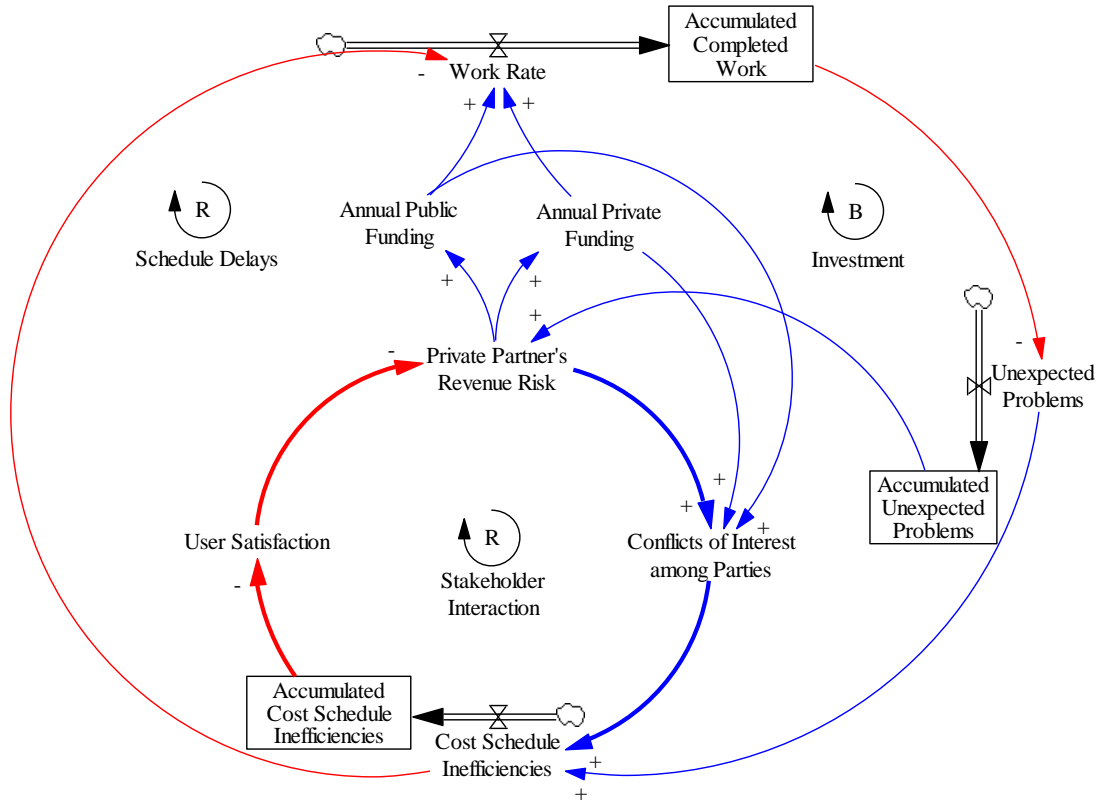 Accumulated
Completed
Work
-
Work Rate
+
+
R
Schedule Delays
Annual Public
Funding
Annual Private
Funding
B
Investment
+
+
+
-
Private Partner's
Revenue Risk
-
Unexpected
Problems
Accumulated
Unexpected
Problems
+
+
+
User Satisfaction
R
Stakeholder
Interaction
Conflicts of Interest
among Parties
-
Accumulated
Cost Schedule
Inefficiencies
Cost Schedule
Inefficiencies
+
+